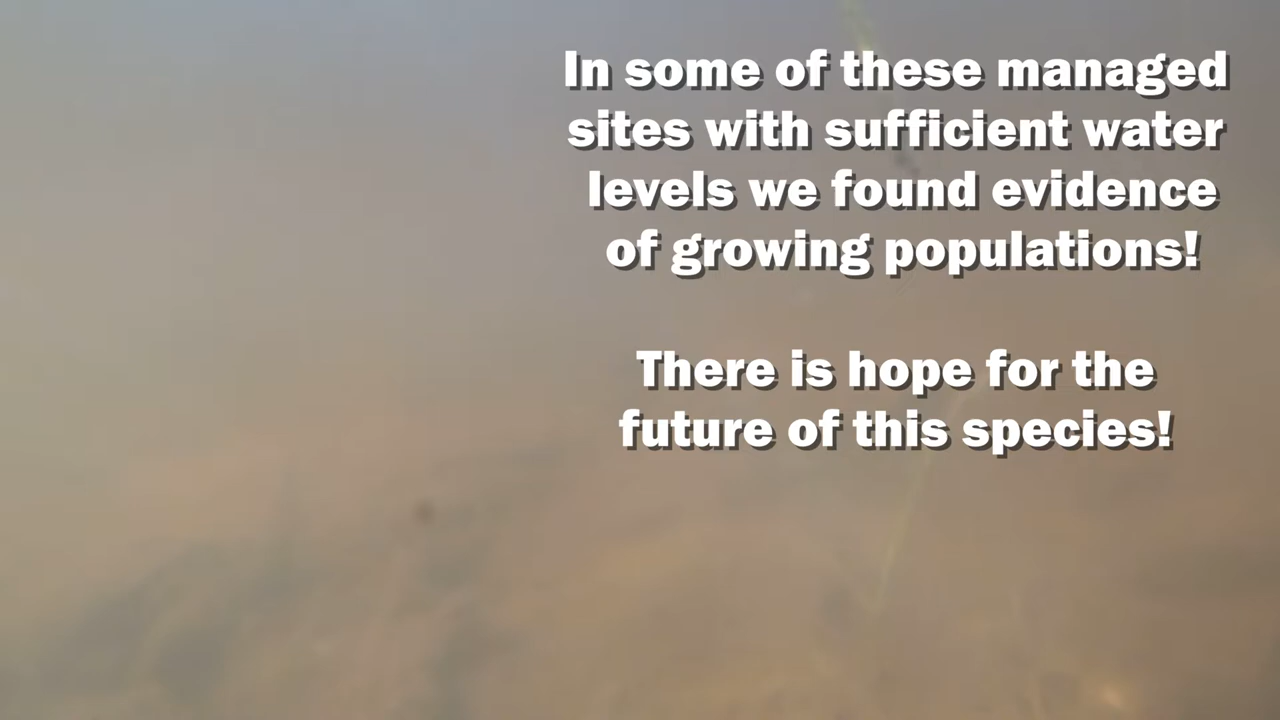 In some of these managed
sites with sufficient water
levels we found evidence
of growing populations!
There is hope for the
future of this species!